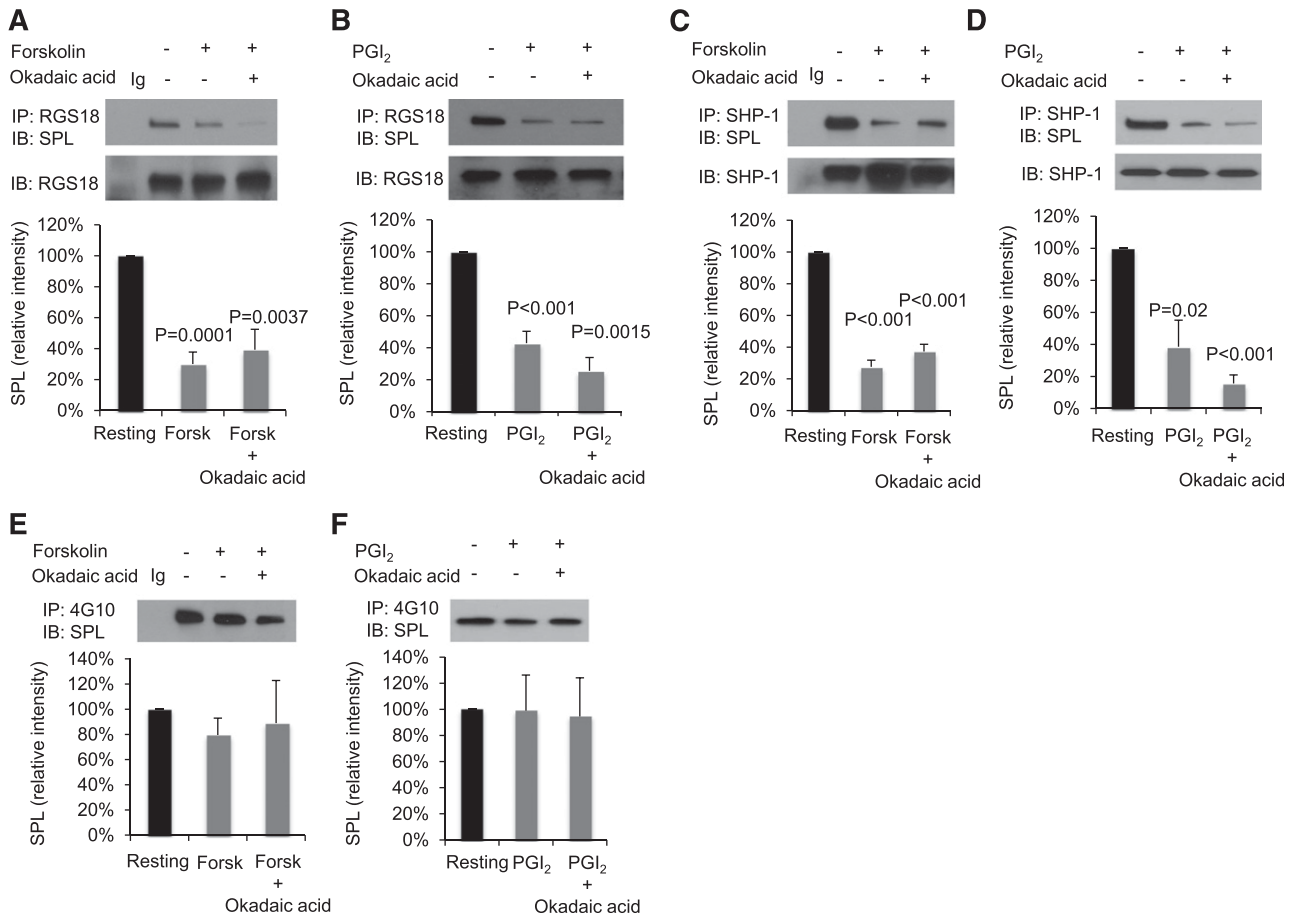 A
Forskolin - + +
Okadaic acid Ig - - +
IP: RGS18
IB: SPL
IB: RGS18
SPL (relative intensity)
120%
100%
80%
60%
40%
20%
0%
P=0.0001
P=0.0037
Resting Forsk Forsk
+
Okadaic acid
B
PGI2 - + +
Okadaic acid - - +
IP: RGS18
IB: SPL
IB: RGS18
SPL (relative intensity)
120%
100%
80%
60%
40%
20%
0%
P<0.001
P=0.0015
Resting PGI2 PGI2
+
Okadaic acid
C
Forskolin - + +
Okadaic acid Ig - - +
IP: SHP-1
IB: SPL
IB: SHP-1
SPL (relative intensity)
120%
100%
80%
60%
40%
20%
0%
P<0.001
P<0.001
Resting Forsk Forsk
+
Okadaic acid
D
PGI2 - + +
Okadaic acid - - +
IP: SHP-1
IB: SPL
IB: SHP-1
SPL (relative intensity)
120%
100%
80%
60%
40%
20%
0%
P=0.02
P<0.001
Resting PGI2 PGI2
+
Okadaic acid
E
Forskolin - + +
Okadaic acid Ig - - +
IP: 4G10
IB: SPL
SPL (relative intensity)
140%
120%
100%
80%
60%
40%
20%
0%
Resting Forsk Forsk
+
Okadaic acid
F
PGI2 - + +
Okadaic acid - - +
IP: 4G10
IB: SPL
SPL (relative intensity)
140%
120%
100%
80%
60%
40%
20%
0%
Resting PGI2 PGI2
+
Okadaic acid